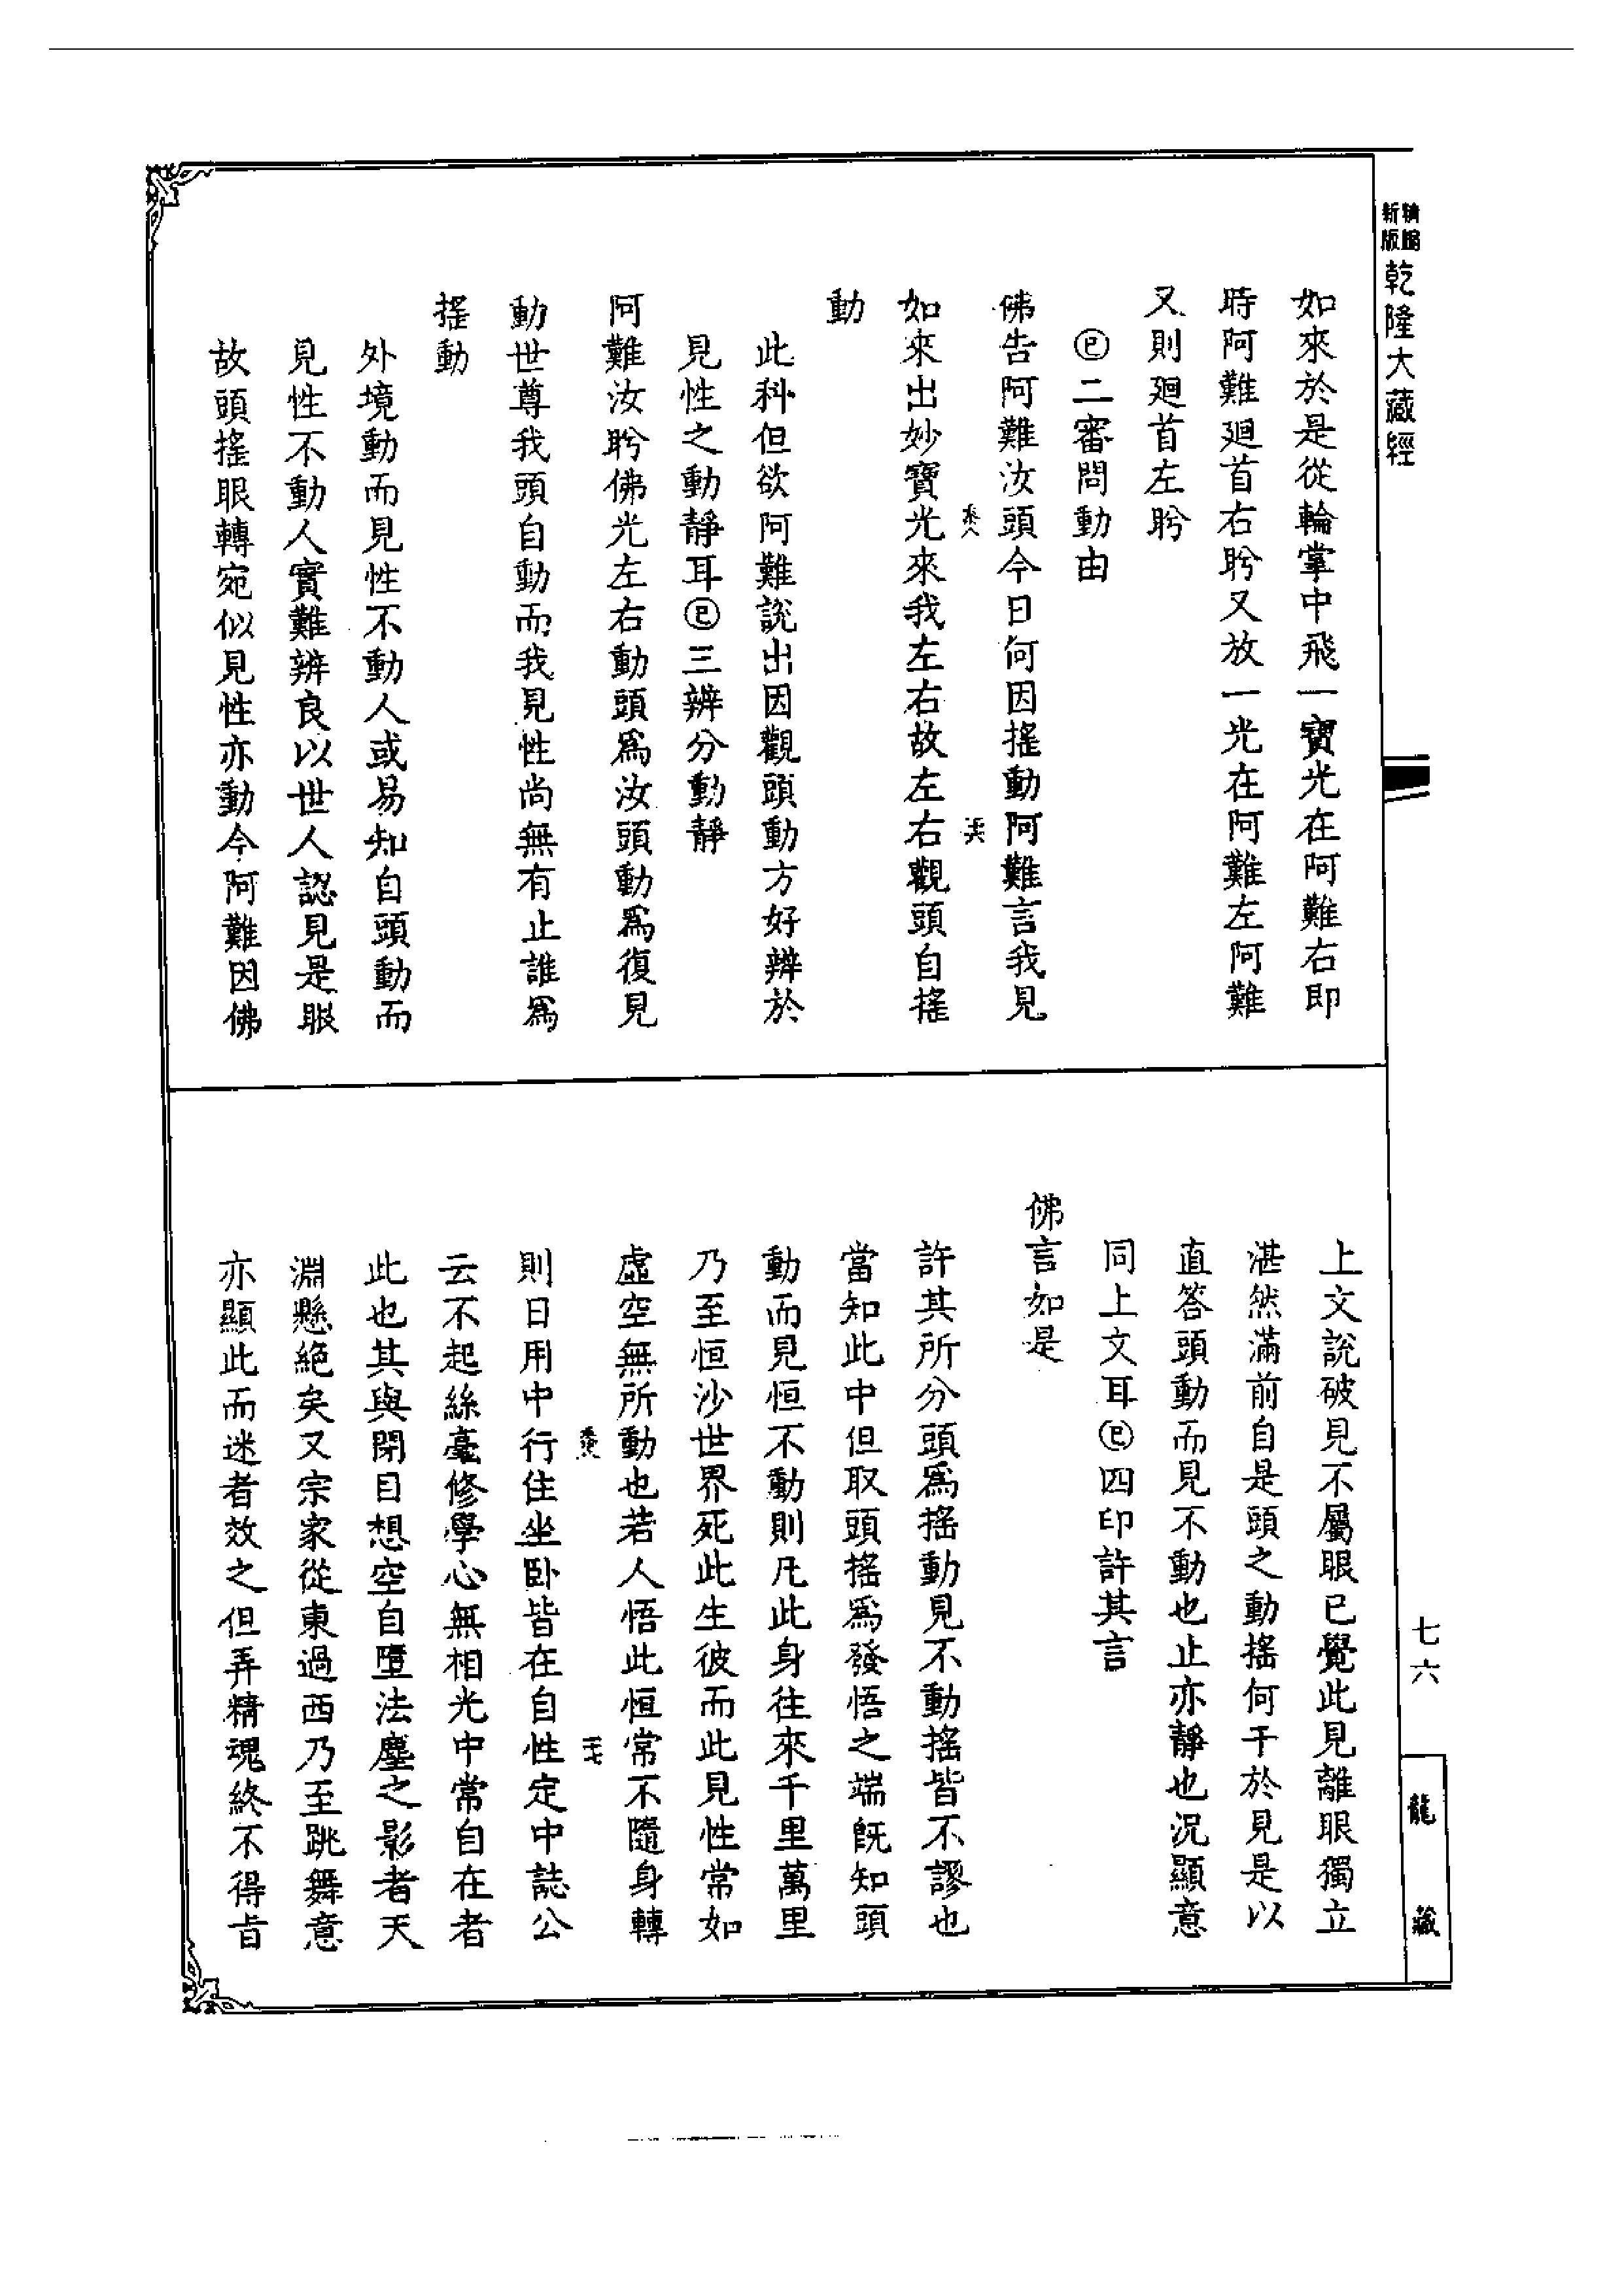 精縮新版
乾隆大藏經
如來於是從輪掌中飛一寶光在阿難右即
時阿難迴首右盻又放一光在阿難左阿難
又則迴首左盻
㔾二審問動由
佛告阿難汝頭今日何因搖動阿難言我見
如來出妙寶光來我左右故左右觀頭自搖
動
此科但欲阿難說出因觀頭動方好辨於
見性之動靜耳㔾三辨分動靜
阿難汝盻佛光左右動頭爲汝頭動爲復見
動世尊我頭自動而我見性尚無有止誰爲
搖動
外境動而見性不動人或易知自頭動而
見性不動人實難辨良以世人認見是眼
故頭搖眼轉宛似見性亦動今阿難因佛
上文說破見不屬眼已覺此見離眼獨立
湛然滿前自是頭之動搖何干於見是以
直答頭動而見不動也止亦靜也況顯意
同上文耳㔾四印許其言
佛言如是
許其所分頭爲搖動見不動搖皆不謬也
當知此中但取頭搖爲發悟之端旣知頭
動而見恒不動則凡此身往來千里萬里
乃至恒沙世界死此生彼而此見性常如
虛空無所動也若人悟此恒常不隨身轉
則日用中行住坐卧皆在自性定中誌公
云不起絲毫修學心無相光中常自在者
此也其與閉目想空自墮法塵之影者天
淵懸絕矣又宗家從東過西乃至跳舞意
亦顯此而迷者效之但弄精魂終不得旨
七六
龍藏